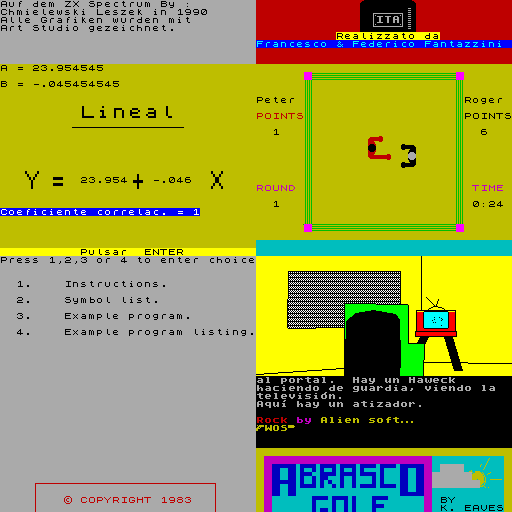 Auf dem ZX Spectrum By :
Chmielewski Leszek in 1990
Alle Grafiken wurden mit
Art Studio gezeichnet.
ITA
Realizzato da
Francesco & Federico Fantazzini
A = 23.954545
B = -.045454545
Lineal
Y = 23.954 + -.046 X
Coeficiente correlac. = 1
Pulsar ENTER
Peter
POINTS
1
ROUND
1
Roger
POINTS
6
TIME
0:24
Press 1,2,3 or 4 to enter choice
1. Instructions.
2. Symbol list.
3. Example program.
4. Example program listing.
© COPYRIGHT 1983
al portal. Hay un Haweck
haciendo de guardia, viendo la
televisión.
Aquí hay un atizador.
Rock by Alien soft...
ABRASCO
GOLF
BY
K. EAVES